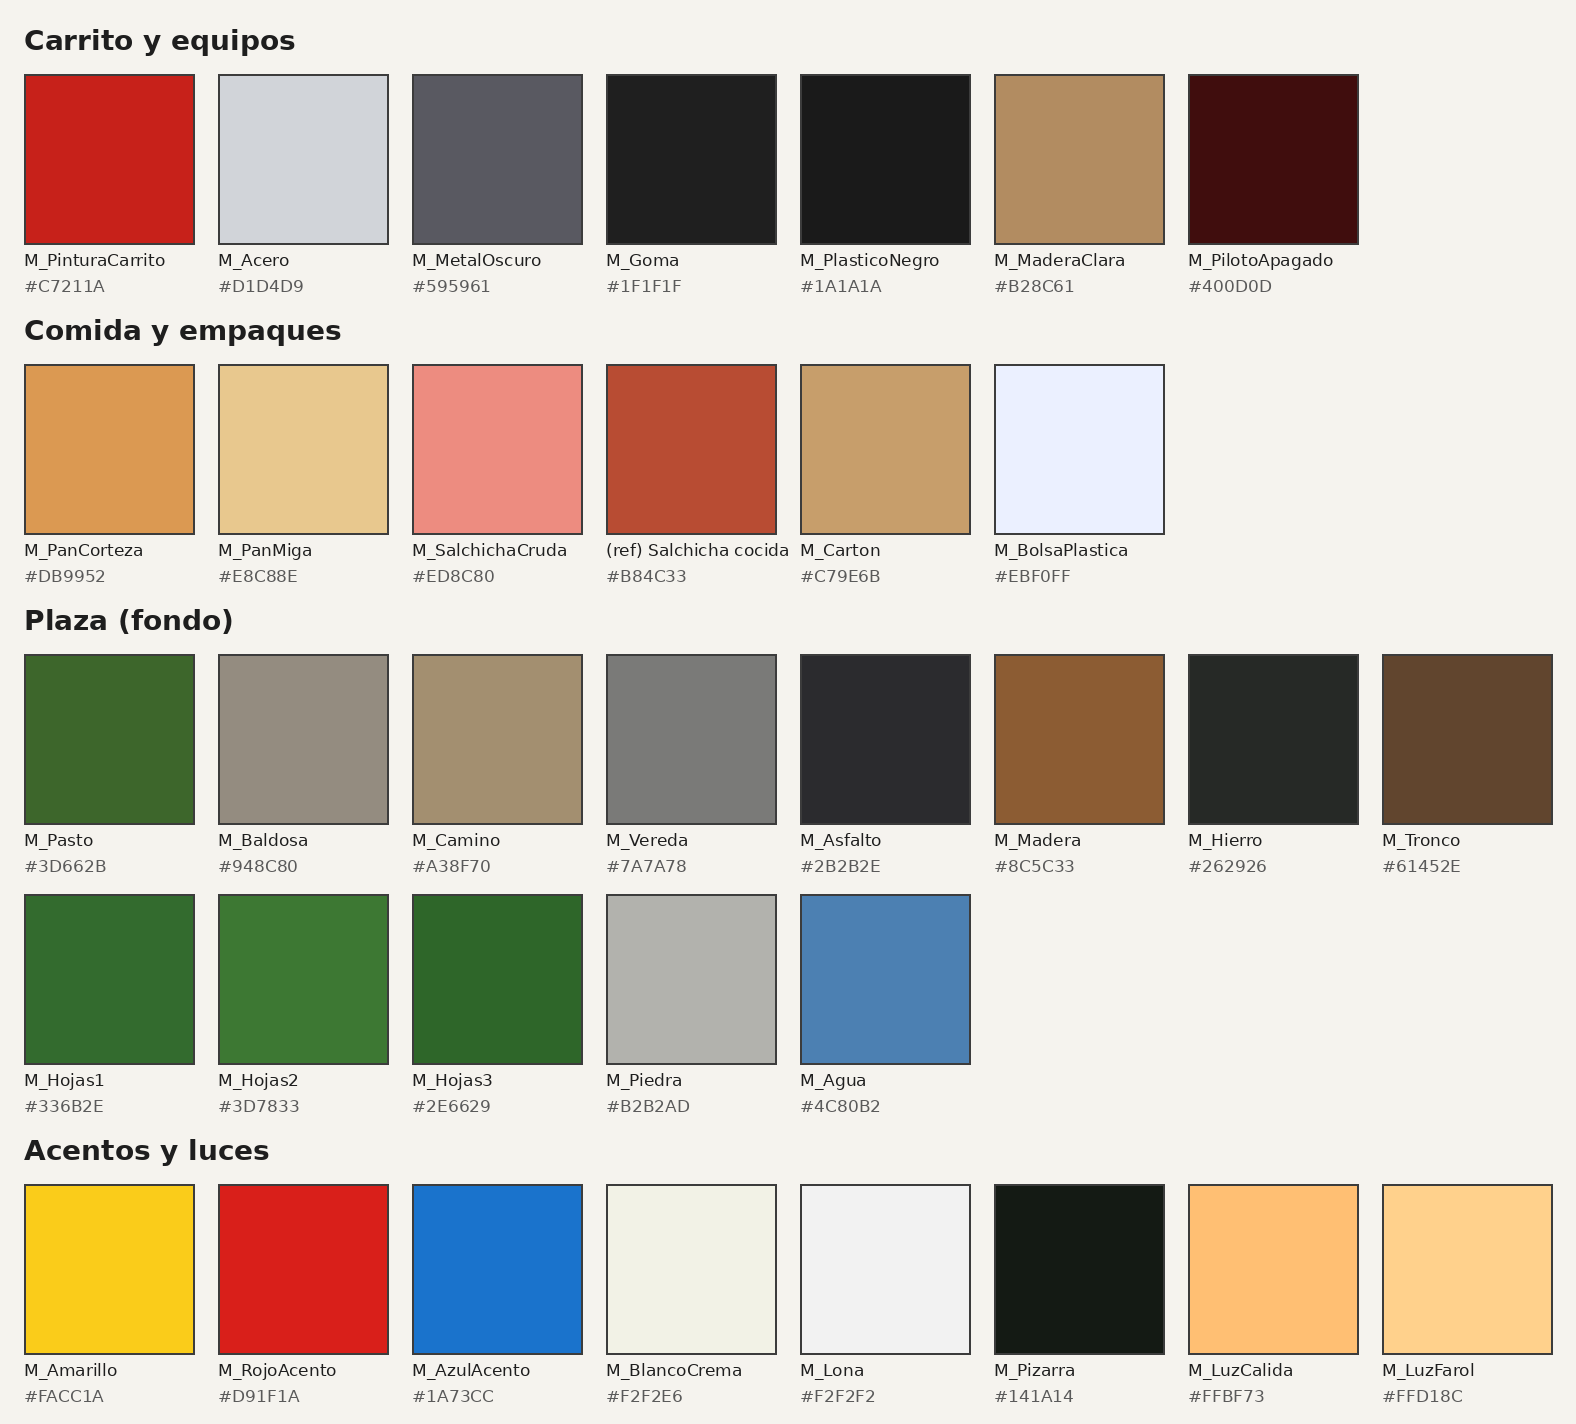 Carrito y equipos
M_PinturaCarrito M_Acero M_MetalOscuro M_Goma M_PlasticoNegro M_MaderaClara M_PilotoApagado
#C7211A #D1D4D9 #595961 #1F1F1F #1A1A1A #B28C61 #400D0D
Comida y empaques
M_PanCorteza M_PanMiga M_SalchichaCruda (ref) Salchicha cocida M_Carton M_BolsaPlastica
#DB9952 #E8C88E #ED8C80 #B84C33 #C79E6B #EBF0FF
Plaza (fondo)
M_Pasto M_Baldosa M_Camino M_Vereda M_Asfalto M_Madera M_Hierro M_Tronco
#3D662B #948C80 #A38F70 #7A7A78 #2B2B2E #8C5C33 #262926 #61452E
M_Hojas1 M_Hojas2 M_Hojas3 M_Piedra M_Agua
#336B2E #3D7833 #2E6629 #B2B2AD #4C80B2
Acentos y luces
M_Amarillo M_RojoAcento M_AzulAcento M_BlancoCrema M_Lona M_Pizarra M_LuzCalida M_LuzFarol
#FACC1A #D91F1A #1A73CC #F2F2E6 #F2F2F2 #141A14 #FFBF73 #FFD18C